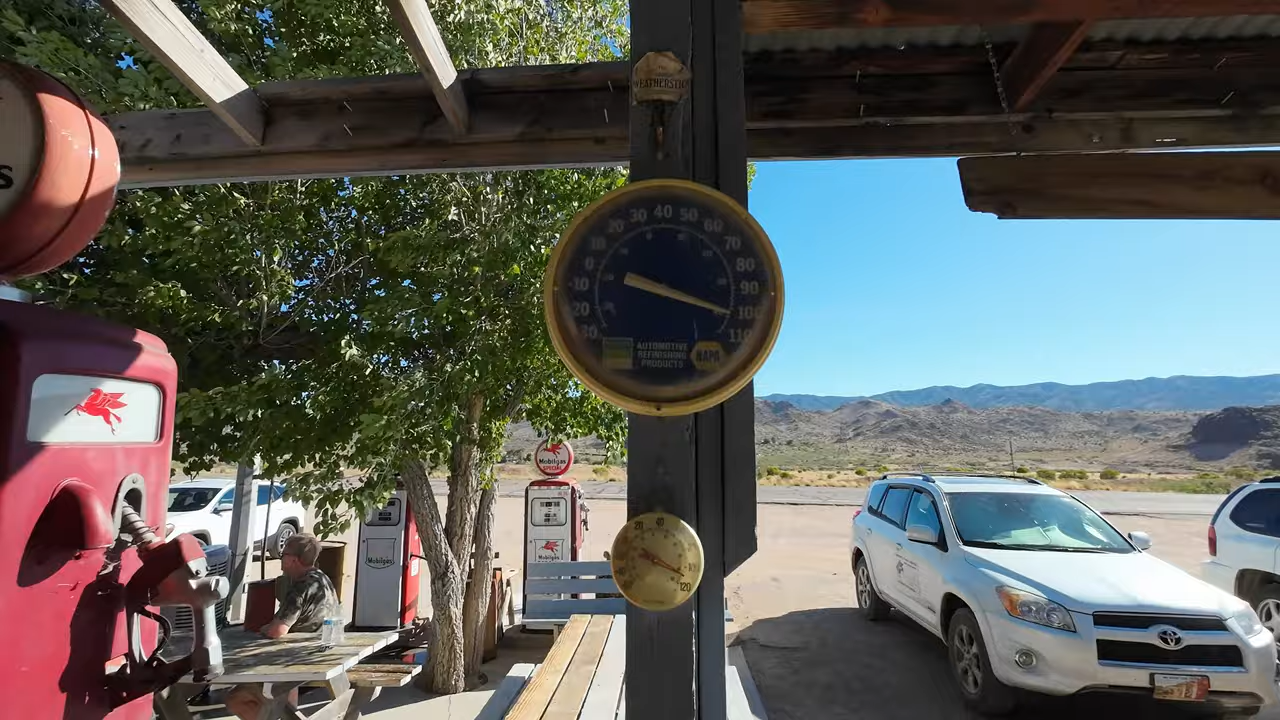 WEATHERSTICK
10 20 30 40 50 60 70 80 90 100 110
0
10
20
30
AUTOMOTIVE
REFINISHING
PRODUCTS
NAPA
S
Mobilgas
SPECIAL
Mobilgas
Mobilgas
20 40
120